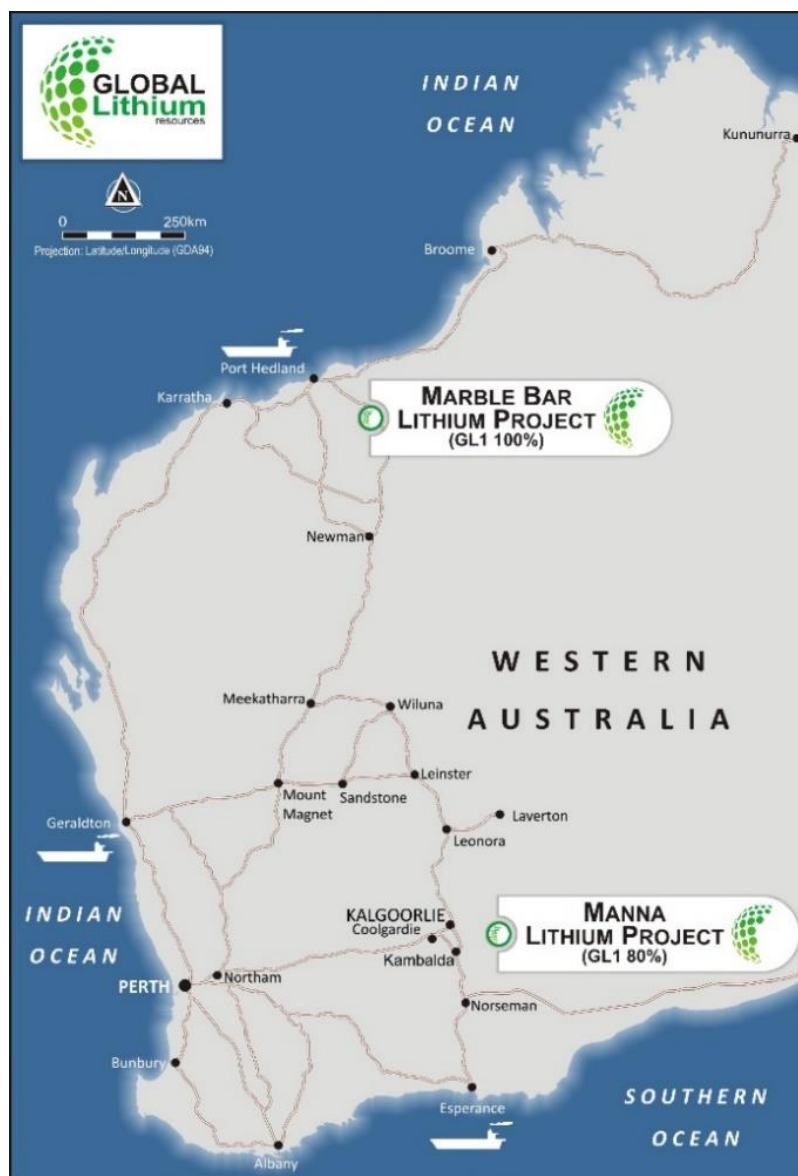 GLOBAL
Lithium
resources
INDIAN
OCEAN
Kununurra
N
0 250km
Projection: Latitude/Longitude (GDA94)
Broome
Port Hedland
Karratha
MARBLE BAR
LITHIUM PROJECT
(GL1 100%)
Newman
WESTERN
AUSTRALIA
Meekatharra
Wiluna
Leinster
Mount
Magnet
Sandstone
Laverton
Geraldton
Leonora
INDIAN
OCEAN
KALGOORLIE
Coolgardie
Kambalda
MANNA
LITHIUM PROJECT
(GL1 80%)
Northam
PERTH
Norseman
Bunbury
Esperance
SOUTHERN
OCEAN
Albany